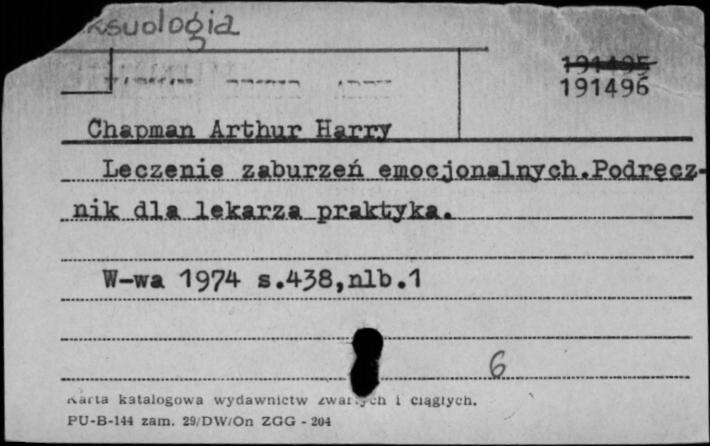 191495
191496
Chapman Arthur Harry
Leczenie zaburzeń emocjonalnych.Podręcz-
nik dla lekarza praktyka.
W-wa 1974 s.438,nlb.1
6
Karta katalogowa wydawnictw zwartych i ciągłych.
PU-B-144 zam. 29/DW/On ZGG - 204